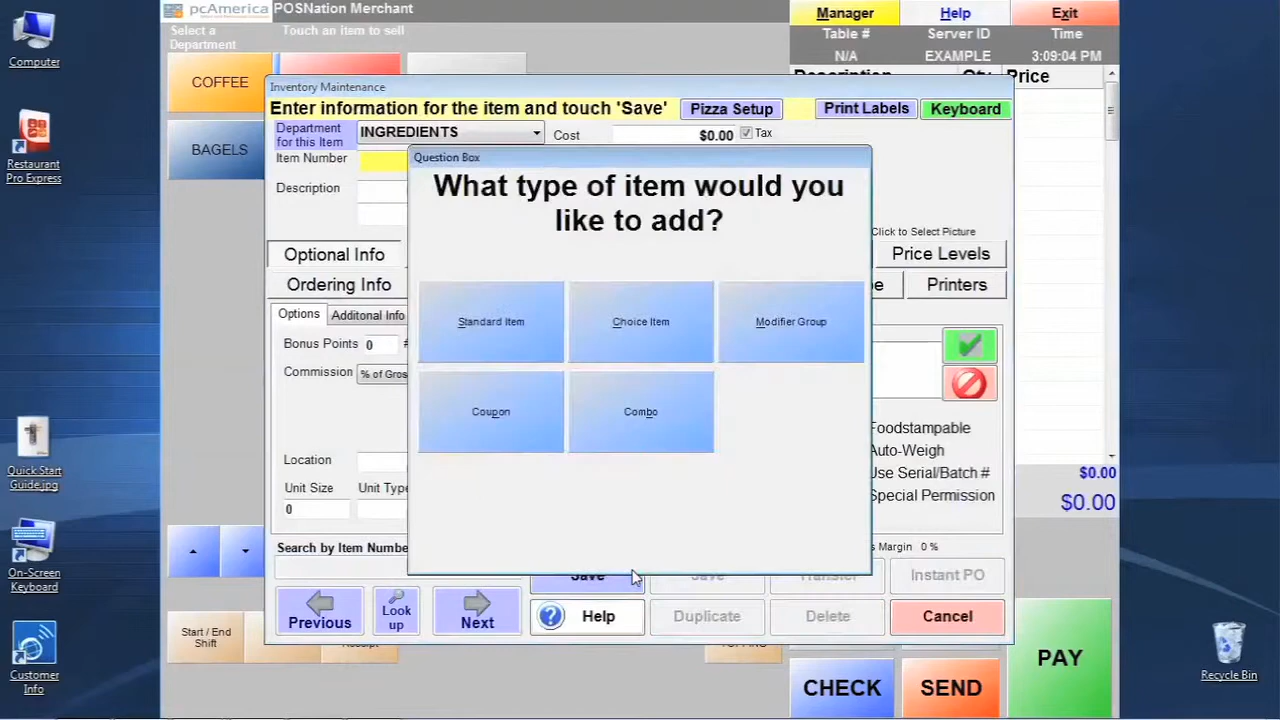 pcAmerica
POSNation Merchant
Manager
Help
Exit
Computer
Select a
Department
Touch an Item to sell
Table #
Server ID
Time
N/A
EXAMPLE
3:09:04 PM
Description
Qty
Price
COFFEE
Inventory Maintenance
Enter information for the item and touch 'Save'
Pizza Setup
Print Labels
Keyboard
Department
for this Item
INGREDIENTS
Cost
$0.00
Tax
BAGELS
Item Number
Restaurant
Pro Express
Description
Question Box
What type of item would you
like to add?
Click to Select Picture
Optional Info
Price Levels
Ordering Info
Printers
Options
Additonal Info
Standard Item
Choice Item
Modifier Group
Bonus Points
0
#
Commission
% of Gros
Coupon
Combo
Foodstampable
Auto-Weigh
Use Serial/Batch #
Special Permission
Location
Unit Size
Unit Type
0
Quick Start
Guide.jpg
$0.00
$0.00
Search by Item Numbe
s Margin
0 %
On-Screen
Keyboard
Save
Save
Transfer
Instant PO
Previous
Look
up
Next
Help
Duplicate
Delete
Cancel
Start / End
Shift
Receipt
TOPPING
PAY
CHECK
SEND
Customer
Info
Recycle Bin